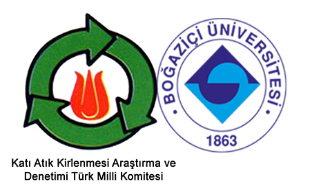 BOĞAZİÇİ ÜNİVERSİTESİ
1863
Katı Atık Kirlenmesi Araştırma ve
Denetimi Türk Milli Komitesi